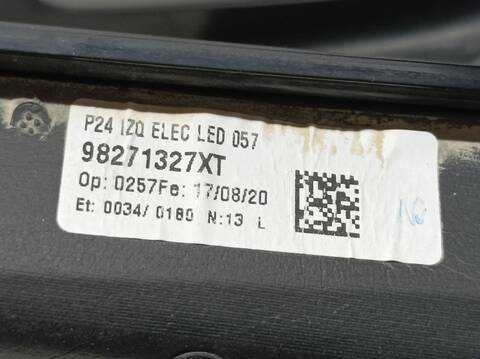 P24 IZQ ELEC LED 057
98271327XT
Op: 0257Fe: 17/08/20
Et: 0034/ 0180 N:13 L